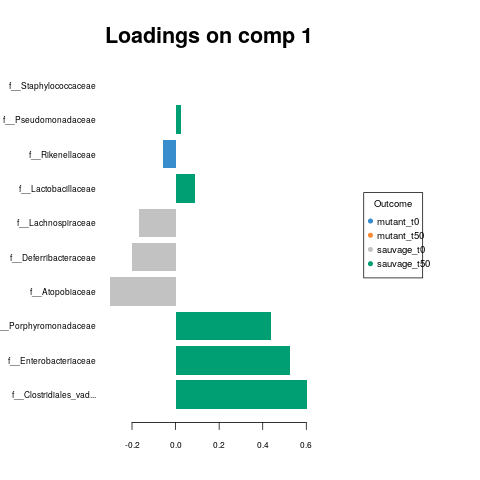 Loadings on comp 1
f__Staphylococcaceae
f__Pseudomonadaceae
f__Rikenellaceae
f__Lactobacillaceae
f__Lachnospiraceae
f__Deferribacteraceae
f__Atopobiaceae
__Porphyromonadaceae
f__Enterobacteriaceae
f__Clostridiales_vad...
-0.2 0.0 0.2 0.4 0.6
Outcome
mutant_t0
mutant_t50
sauvage_t0
sauvage_t50